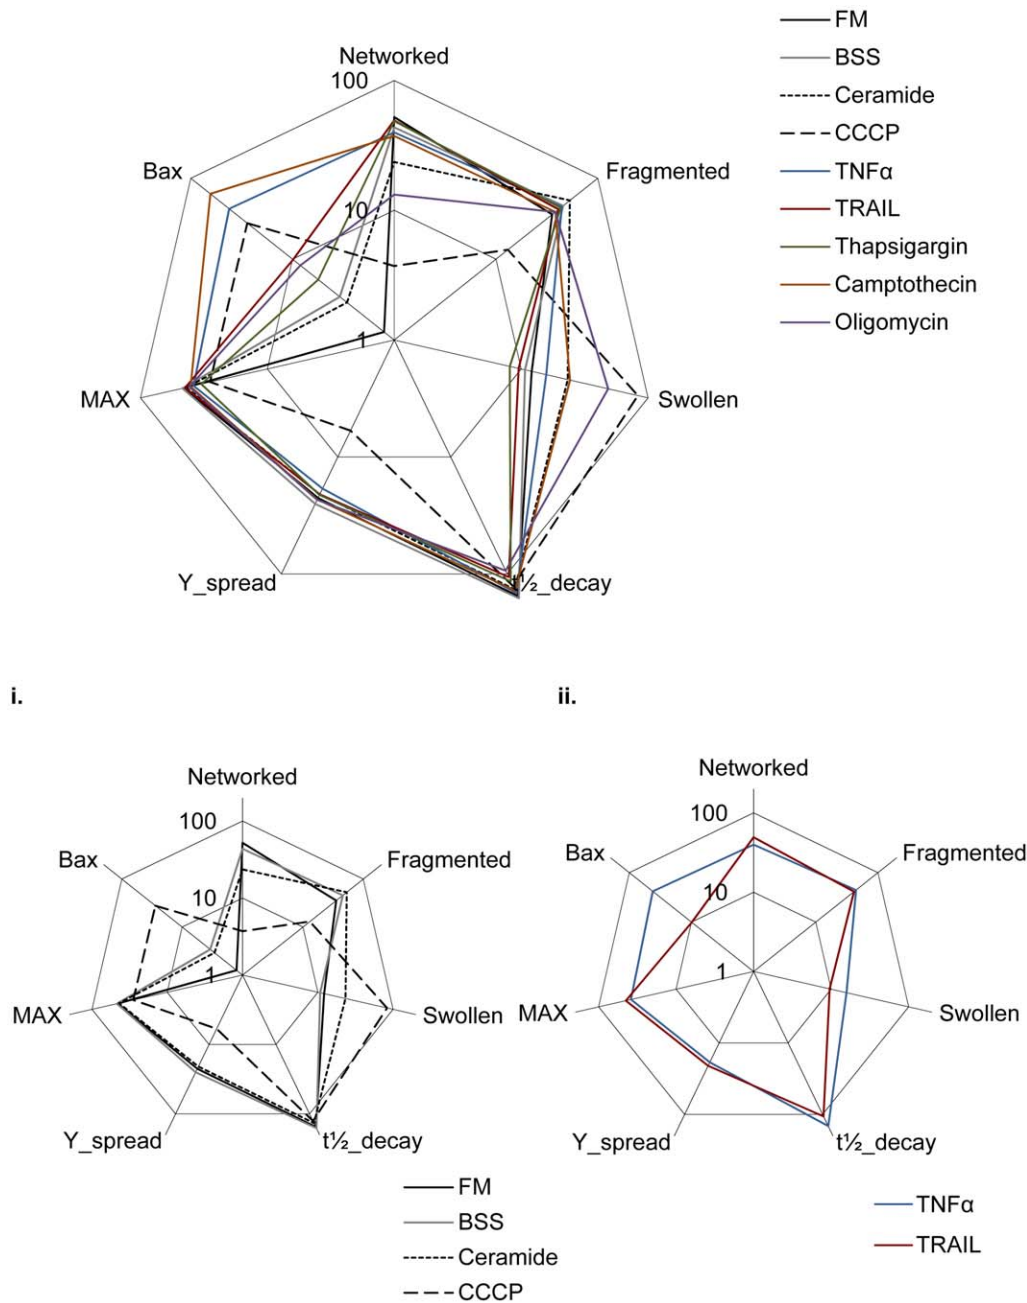 FM
BSS
Ceramide
CCCP
TNFα
TRAIL
Thapsigargin
Camptothecin
Oligomycin
Networked
100
Bax
Fragmented
10
1
MAX
Swollen
Y_spread
t½_decay
i.
ii.
Networked
100
Bax
Fragmented
10
1
MAX
Swollen
Y_spread
t½_decay
FM
BSS
Ceramide
CCCP
Networked
100
Bax
Fragmented
10
1
MAX
Swollen
Y_spread
t½_decay
TNFα
TRAIL